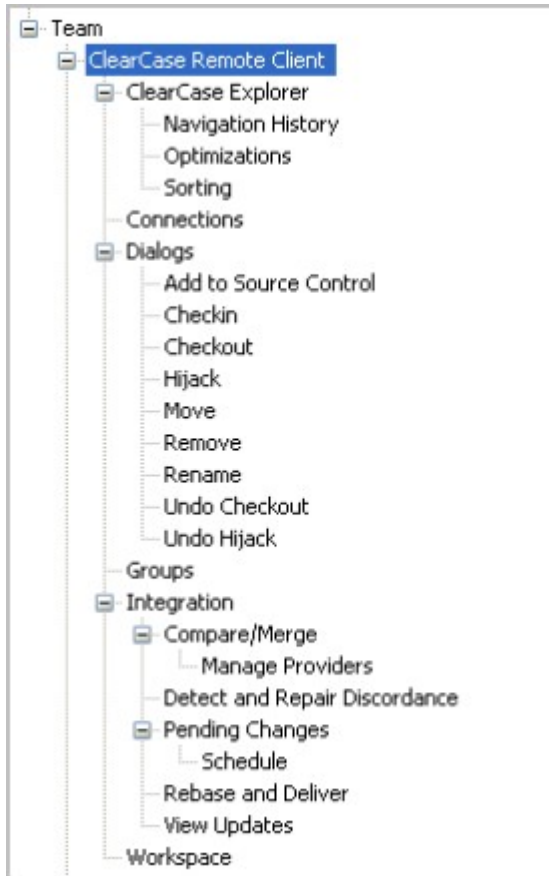 Team
ClearCase Remote Client
ClearCase Explorer
Navigation History
Optimizations
Sorting
Connections
Dialogs
Add to Source Control
Checkin
Checkout
Hijack
Move
Remove
Rename
Undo Checkout
Undo Hijack
Groups
Integration
Compare/Merge
Manage Providers
Detect and Repair Discordance
Pending Changes
Schedule
Rebase and Deliver
View Updates
Workspace